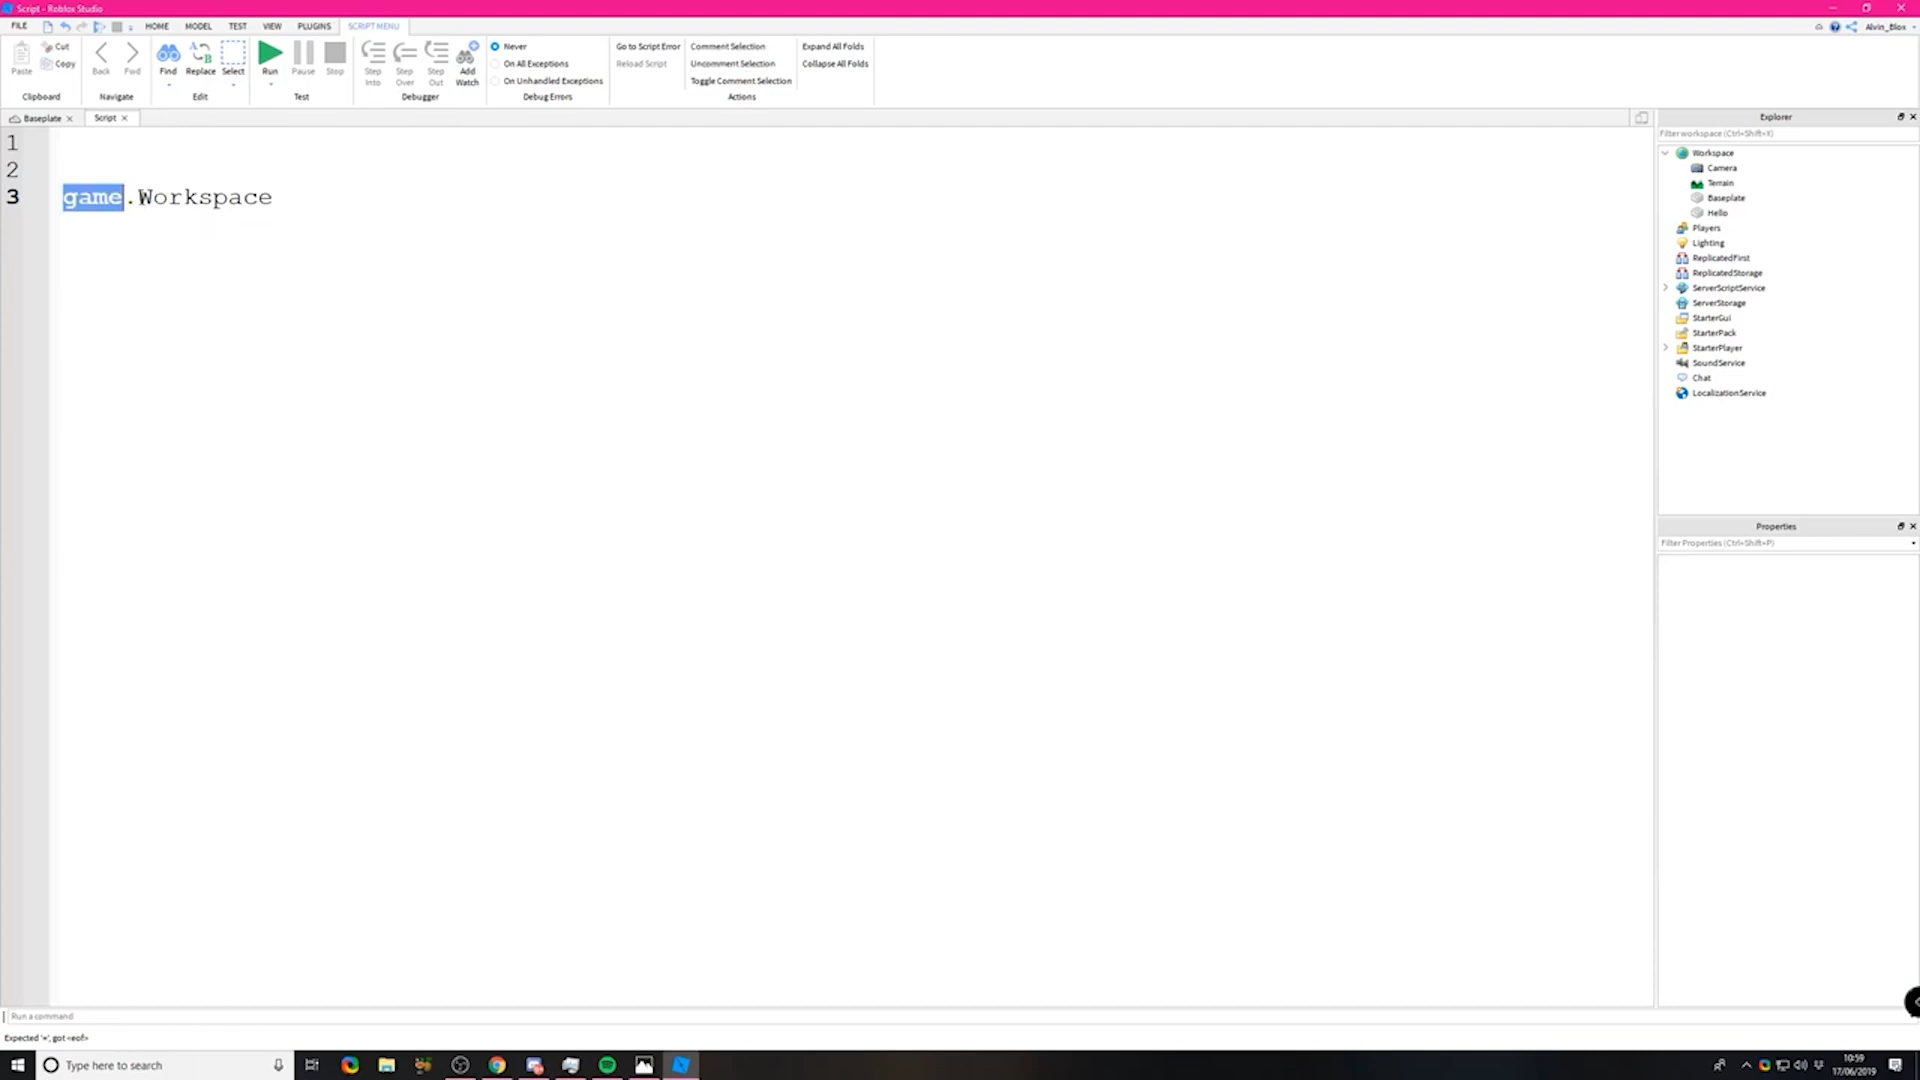 Script - Roblox Studio
FILE HOME MODEL TEST VIEW PLUGINS SCRIPT MENU Alvin_Blox
Paste Cut Copy Clipboard
Back Fwd Navigate
Find Replace Select Edit
Run Pause Stop Test
Step Into Step Over Step Out Add Watch Debugger
Never
On All Exceptions
On Unhandled Exceptions
Debug Errors
Go to Script Error
Reload Script
Comment Selection
Uncomment Selection
Toggle Comment Selection
Expand All Folds
Collapse All Folds
Actions
Baseplate Script
1
2
3 game.Workspace
Explorer
Filter workspace (Ctrl+Shift+X)
Workspace
Camera
Terrain
Baseplate
Hello
Players
Lighting
ReplicatedFirst
ReplicatedStorage
ServerScriptService
ServerStorage
StarterGui
StarterPack
StarterPlayer
SoundService
Chat
LocalizationService
Properties
Filter Properties (Ctrl+Shift+P)
Run a command
Expected '=', got <eof>
Type here to search
10:59
17/06/2019